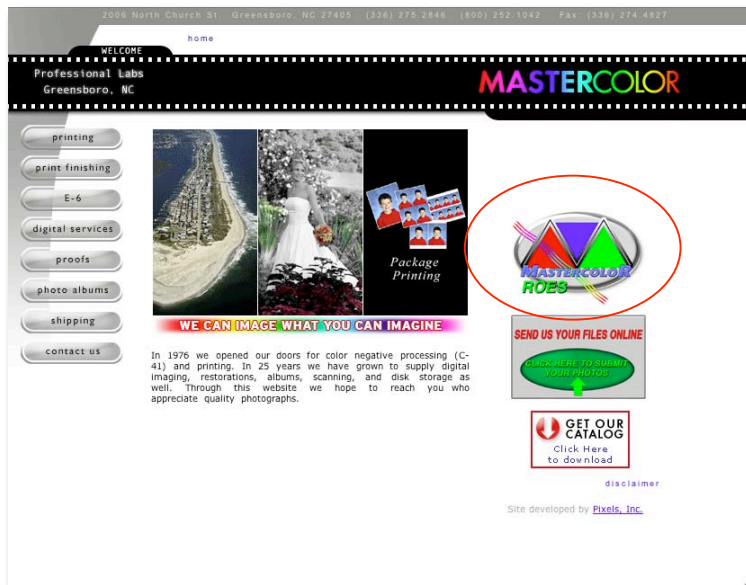 2006 North Church St. Greensboro, NC 27405 (336) 275.2846 (800) 252.1042 Fax: (336) 274.4827
home
WELCOME
Professional Labs
Greensboro, NC
MASTERCOLOR
printing
print finishing
E-6
digital services
proofs
photo albums
shipping
contact us
Package
Printing
WE CAN IMAGE WHAT YOU CAN IMAGINE
In 1976 we opened our doors for color negative processing (C-
41) and printing. In 25 years we have grown to supply digital
imaging, restorations, albums, scanning, and disk storage as
well. Through this website we hope to reach you who
appreciate quality photographs.
MASTERCOLOR
ROES
SEND US YOUR FILES ONLINE
CLICK HERE TO SUBMIT
YOUR PHOTOS
GET OUR
CATALOG
Click Here
to download
disclaimer
Site developed by Pixels, Inc.